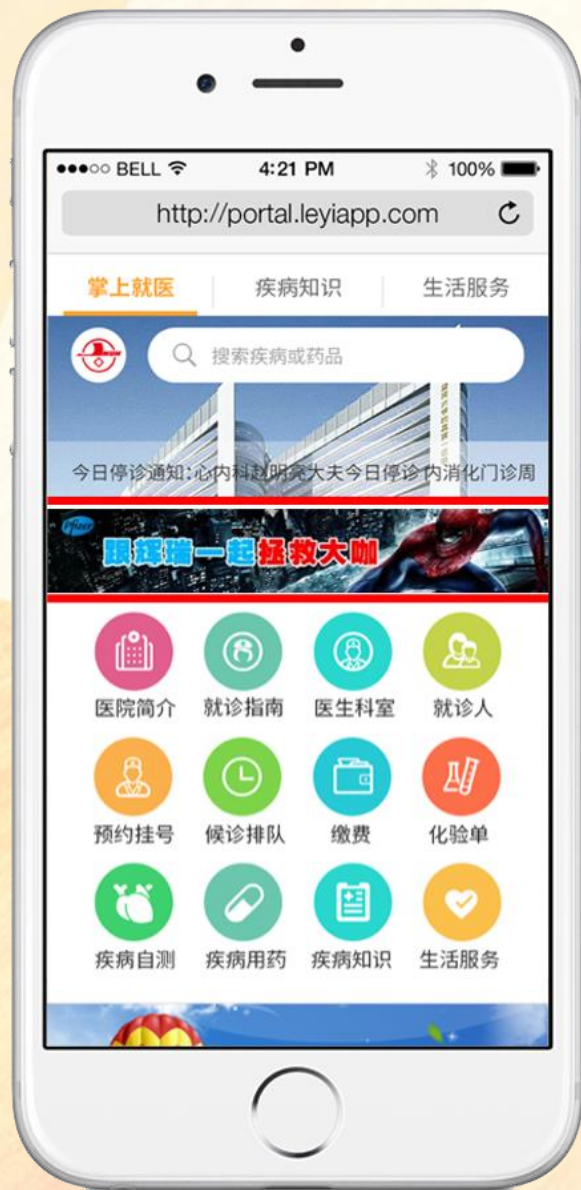 ●●●○○ BELL 4:21 PM 100%
http://portal.leyiapp.com
掌上就医 疾病知识 生活服务
搜索疾病或药品
今日停诊通知:心内科赵明亮大夫今日停诊 内消化门诊周
Pfizer
跟辉瑞一起拯救大咖
医院简介 就诊指南 医生科室 就诊人
预约挂号 候诊排队 缴费 化验单
疾病自测 疾病用药 疾病知识 生活服务